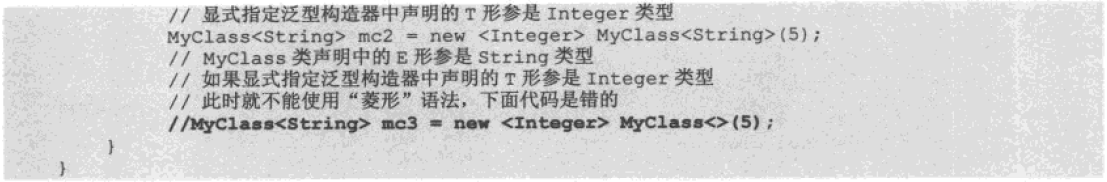 // 显式指定泛型构造器中声明的 T 形参是 Integer 类型
MyClass<String> mc2 = new <Integer> MyClass<String>(5);
// MyClass 类声明中的 E 形参是 String 类型
// 如果显式指定泛型构造器中声明的 T 形参是 Integer 类型
// 此时就不能使用“菱形”语法，下面代码是错的
//MyClass<String> mc3 = new <Integer> MyClass<>(5);
}
}